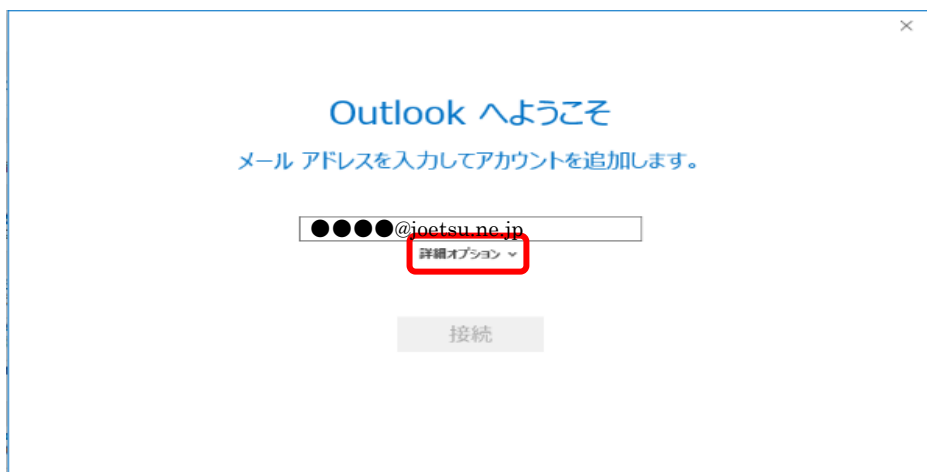 Outlook へようこそ
メール アドレスを入力してアカウントを追加します。
●●●●@joetsu.ne.jp
詳細オプション
接続